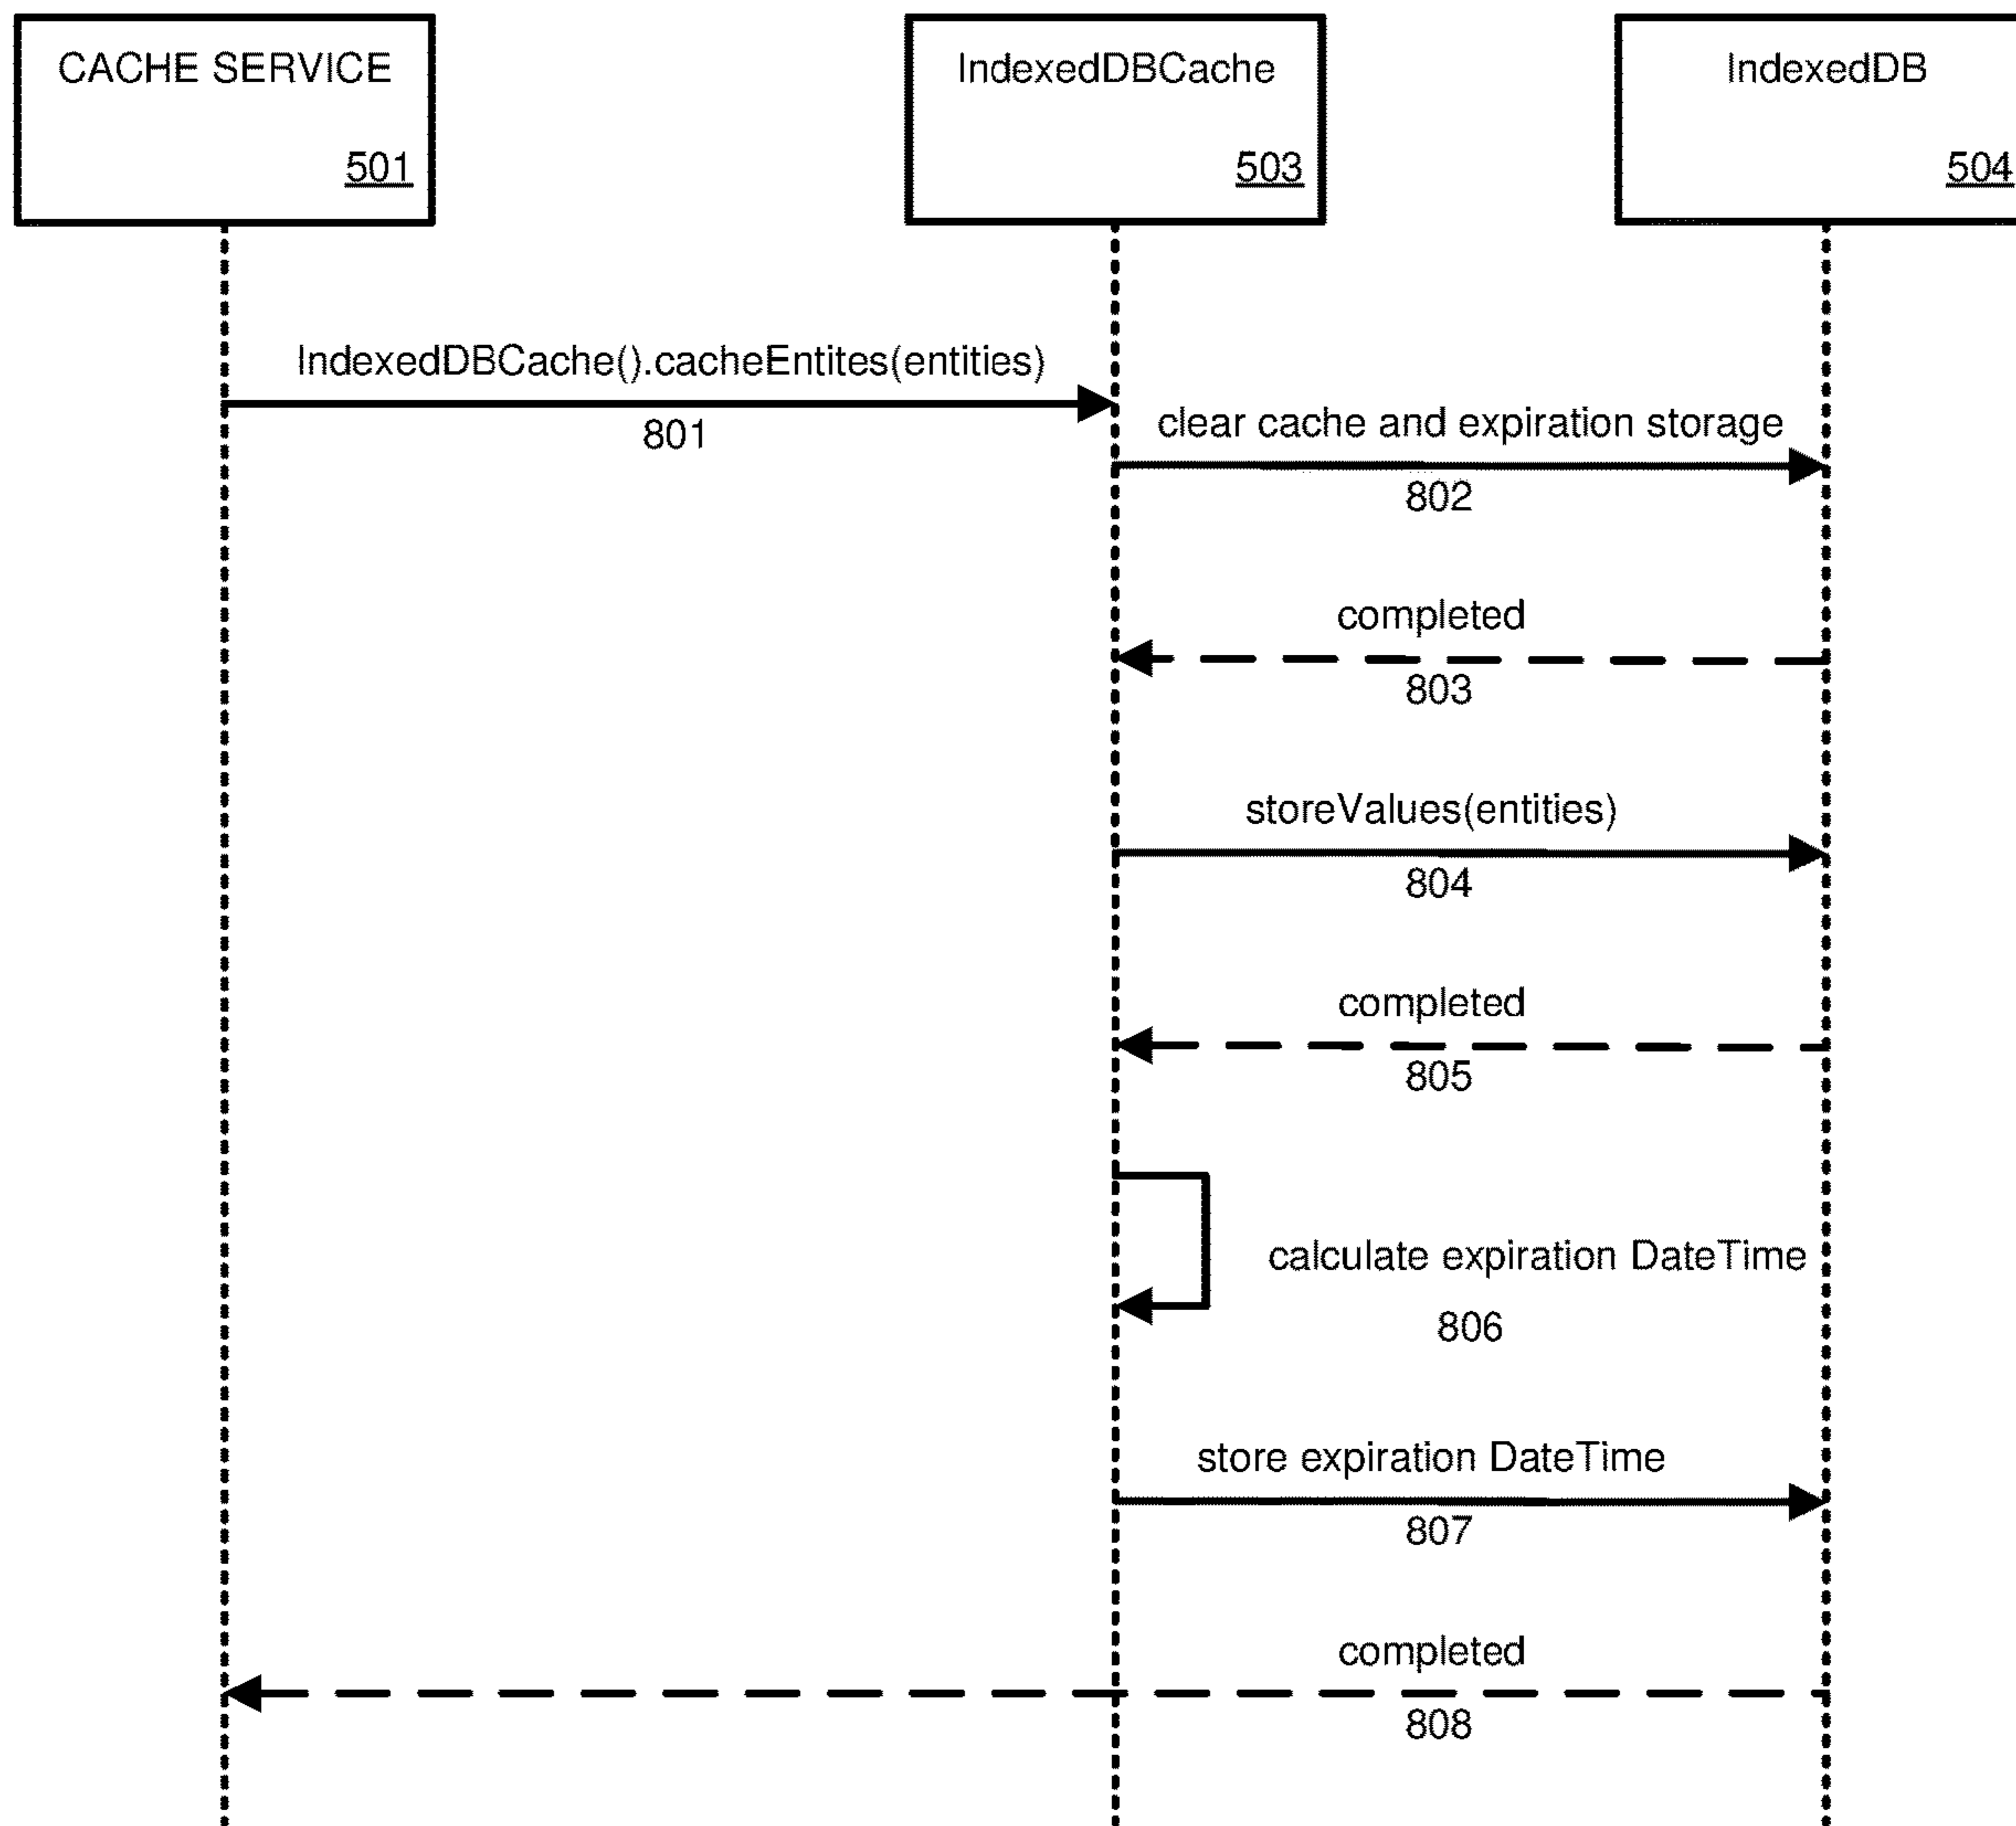 CACHE SERVICE
501
IndexedDBCache
503
IndexedDB
504
IndexedDBCache().cacheEntites(entities)
801
clear cache and expiration storage
802
completed
803
storeValues(entities)
804
completed
805
calculate expiration DateTime
806
store expiration DateTime
807
completed
808